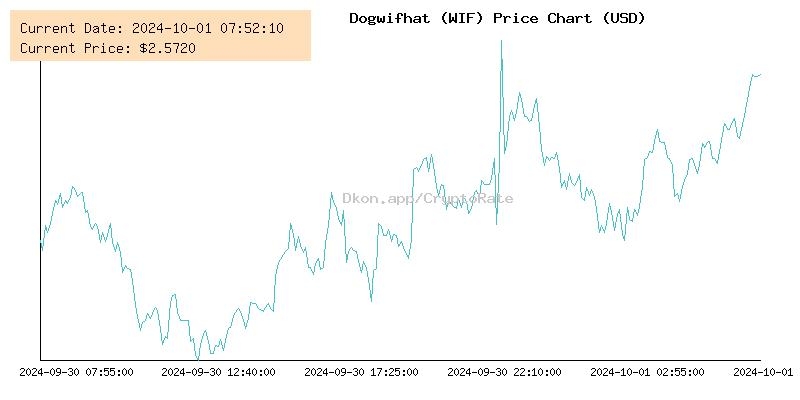 Dogwifhat (WIF) Price Chart (USD)
Current Date: 2024-10-01 07:52:10
Current Price: $2.5720
Dkon.app/CryptoRate
2024-09-30 07:55:00 2024-09-30 12:40:00 2024-09-30 17:25:00 2024-09-30 22:10:00 2024-10-01 02:55:00 2024-10-01